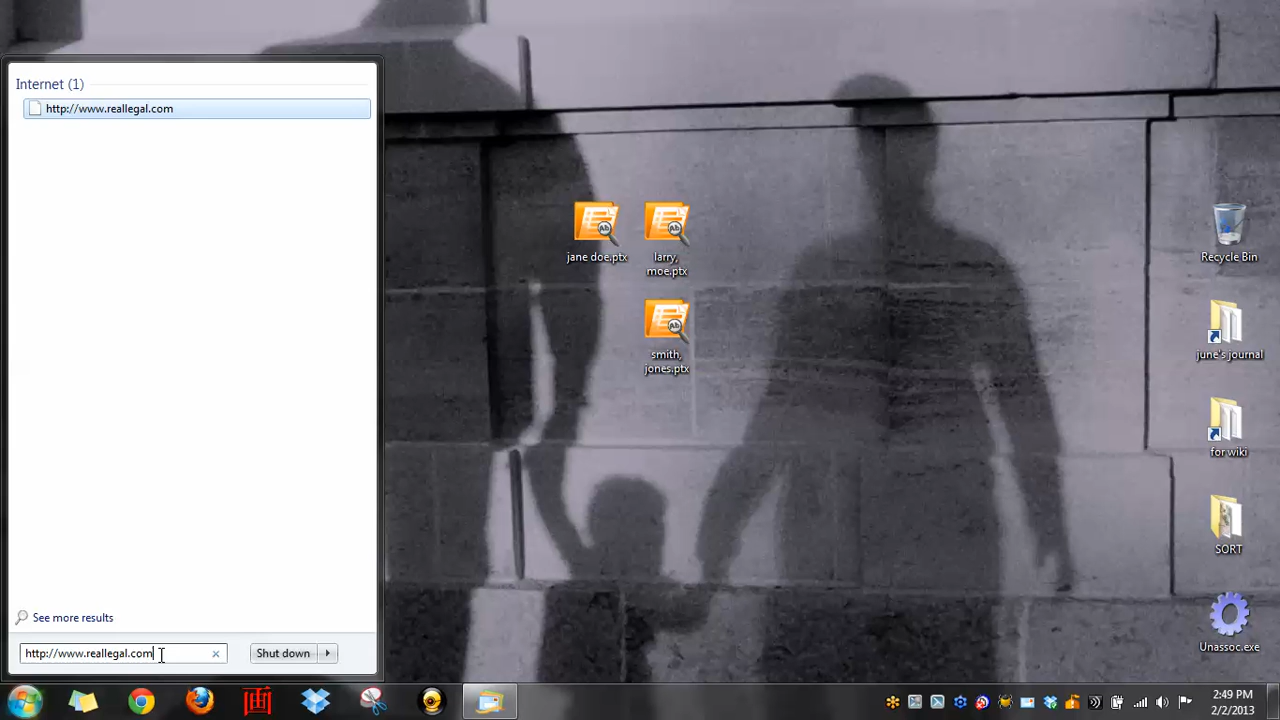 Internet (1)
http://www.reallegal.com
See more results
http://www.reallegal.com
Shut down
jane doe.ptx
larry,
moe.ptx
smith,
jones.ptx
Recycle Bin
june's journal
for wiki
SORT
Unassoc.exe
2:49 PM
2/2/2013